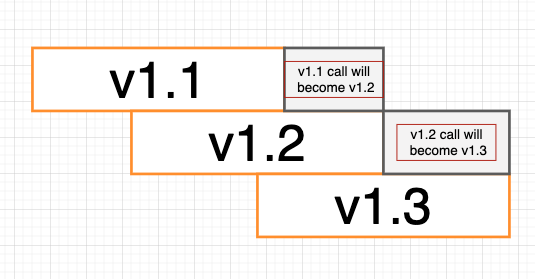 v1.1
v1.1 call will
become v1.2
v1.2
v1.2 call will
become v1.3
v1.3